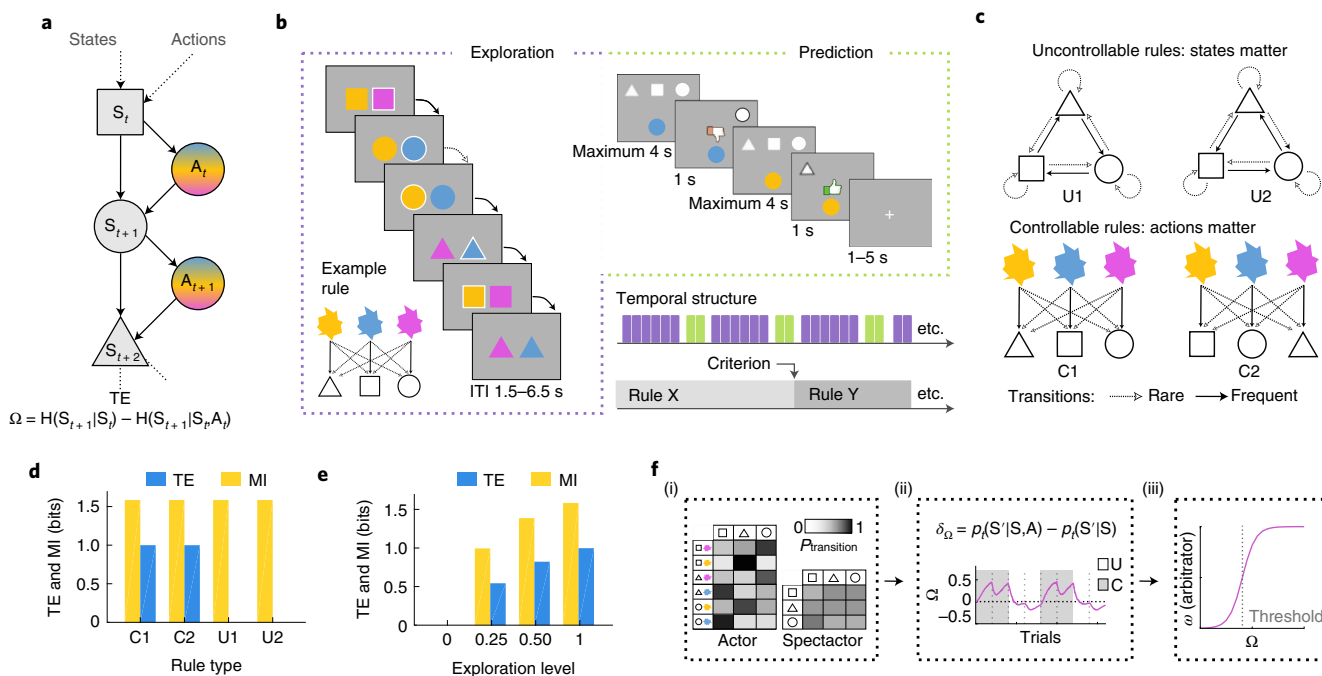 a
States
Actions
S_t
A_t
S_{t+1}
A_{t+1}
S_{t+2}
TE
Ω = H(S_{t+1}|S_t) – H(S_{t+1}|S_t,A_t)
b
Exploration
Prediction
Example
rule
ITI 1.5–6.5 s
Maximum 4 s
1 s
Maximum 4 s
1 s
1–5 s
Temporal structure
etc.
Criterion
Rule X
Rule Y
etc.
c
Uncontrollable rules: states matter
U1
U2
Controllable rules: actions matter
C1
C2
Transitions:
Rare
Frequent
d
TE
MI
TE and MI (bits)
1.5
1.0
0.5
0
C1
C2
U1
U2
Rule type
e
TE
MI
TE and MI (bits)
1.5
1.0
0.5
0
0
0.25
0.50
1
Exploration level
f
(i)
0
1
P_{transition}
Actor
Spectactor
(ii)
δ_Ω = p_t(S′|S,A) – p_t(S′|S)
U
C
Ω
0.5
0
–0.5
Trials
(iii)
ω (arbitrator)
1
0
Threshold
Ω